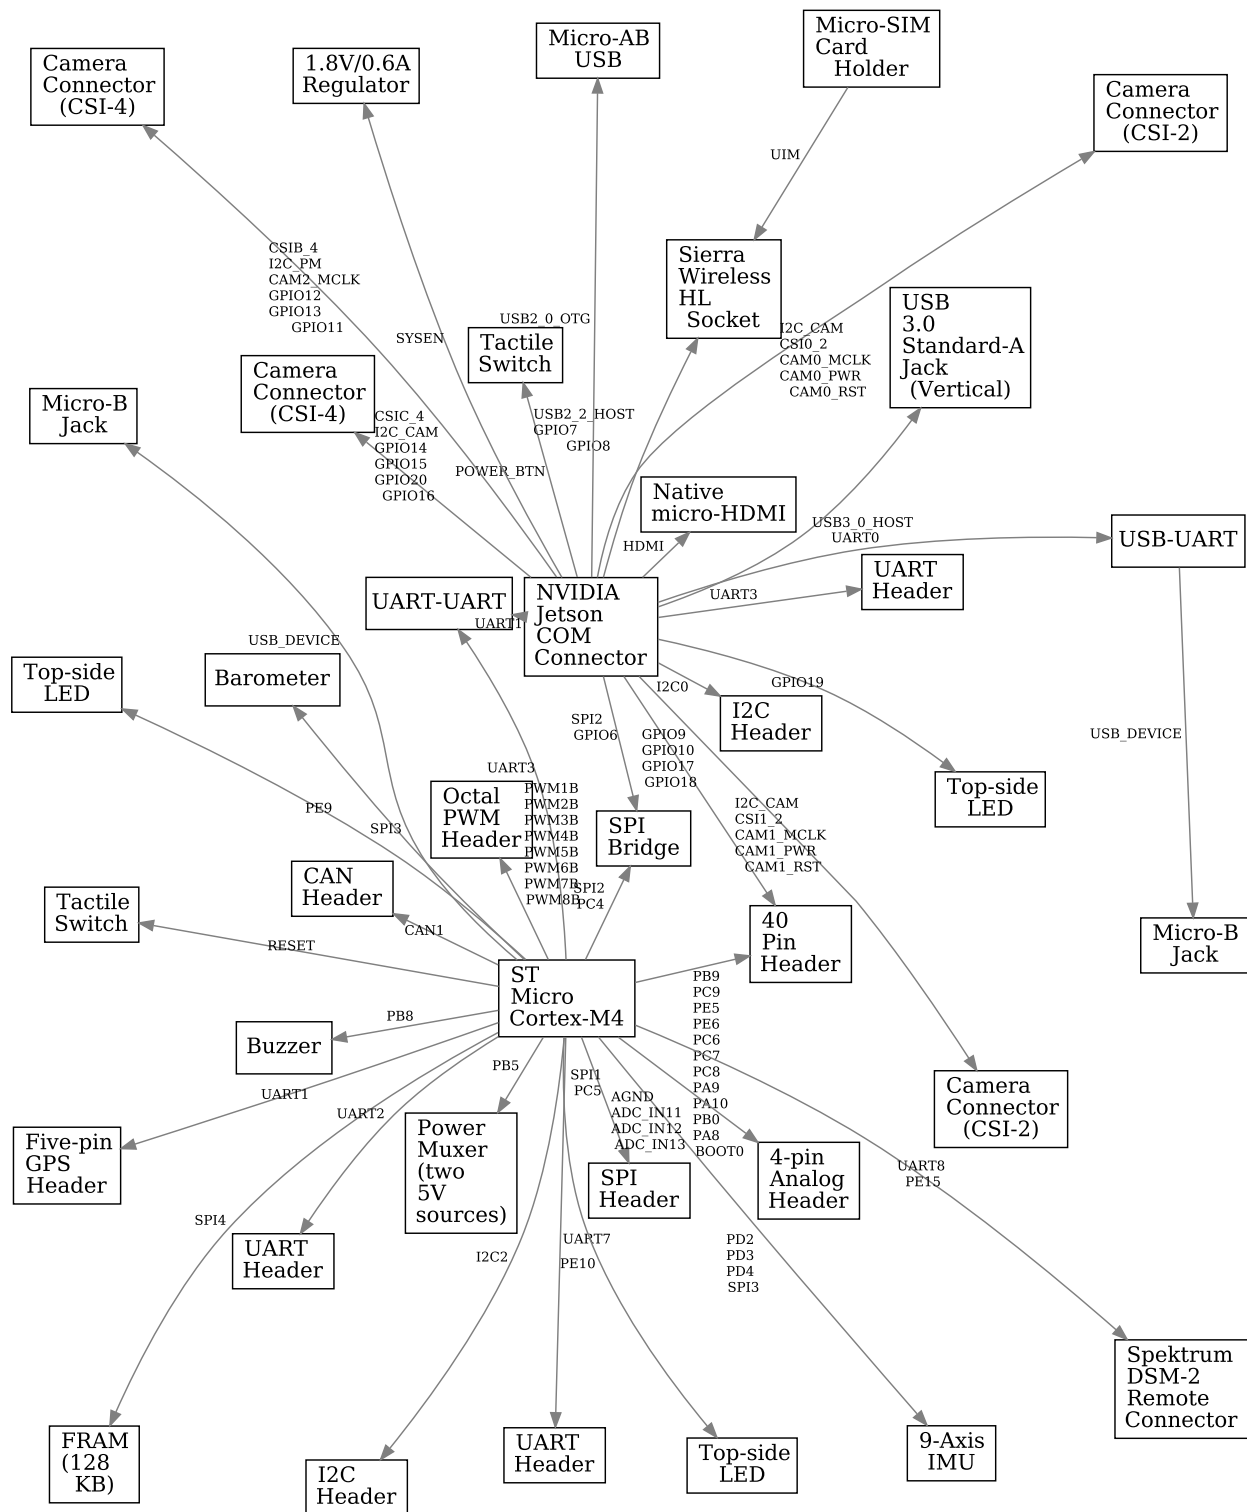 Micro-AB
USB
Micro-SIM
Card
Holder
Camera
Connector
(CSI-4)
1.8V/0.6A
Regulator
Camera
Connector
(CSI-2)
UIM
CSIB_4
I2C_PM
CAM2_MCLK
GPIO12
GPIO13
GPIO11
Sierra
Wireless
HL
Socket
USB
3.0
Standard-A
Jack
(Vertical)
SYSEN
USB2_0_OTG
Tactile
Switch
I2C_CAM
CSI0_2
CAM0_MCLK
CAM0_PWR
CAM0_RST
Camera
Connector
(CSI-4)
Micro-B
Jack
CSIC_4
I2C_CAM
GPIO14
GPIO15
GPIO20
GPIO16
USB2_2_HOST
GPIO7
GPIO8
POWER_BTN
Native
micro-HDMI
HDMI
USB3_0_HOST
UART0
USB-UART
UART-UART
UART1
NVIDIA
Jetson
COM
Connector
UART3
UART
Header
USB_DEVICE
Top-side
LED
Barometer
I2C0
GPIO19
I2C
Header
SPI2
GPIO6
GPIO9
GPIO10
GPIO17
GPIO18
USB_DEVICE
Top-side
LED
UART3
Octal
PWM
Header
PWM1B
PWM2B
PWM3B
PWM4B
PWM5B
PWM6B
PWM7B
PWM8B
SPI
Bridge
I2C_CAM
CSI1_2
CAM1_MCLK
CAM1_PWR
CAM1_RST
PE9
SPI3
CAN
Header
SPI2
PC4
Tactile
Switch
CAN1
RESET
40
Pin
Header
Micro-B
Jack
ST
Micro
Cortex-M4
PB9
PC9
PE5
PE6
PC6
PC7
PC8
PA9
PA10
PB0
PA8
BOOT0
Buzzer
PB8
UART1
UART2
PB5
SPI1
PC5
AGND
ADC_IN11
ADC_IN12
ADC_IN13
Camera
Connector
(CSI-2)
Five-pin
GPS
Header
Power
Muxer
(two
5V
sources)
SPI
Header
4-pin
Analog
Header
UART8
PE15
SPI4
UART
Header
I2C2
UART7
PE10
PD2
PD3
PD4
SPI3
Spektrum
DSM-2
Remote
Connector
FRAM
(128
KB)
I2C
Header
UART
Header
Top-side
LED
9-Axis
IMU